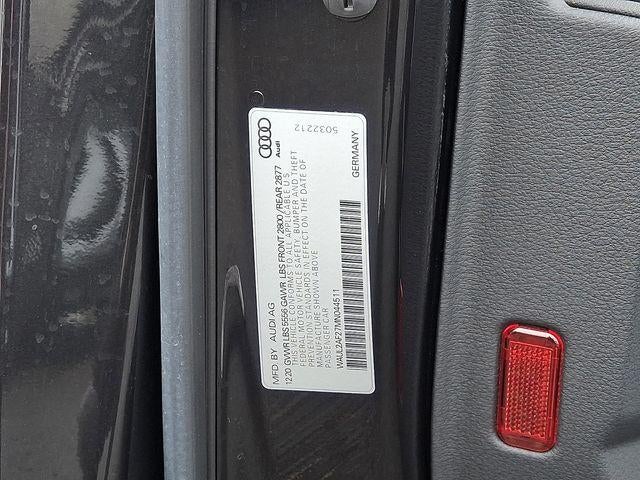 MFD. BY AUDI AG
12.20 GVWR LBS 5556 GAWR LBS FRONT 2800 / REAR 2877
THIS VEHICLE CONFORMS TO ALL APPLICABLE U.S.
FEDERAL MOTOR VEHICLE SAFETY, BUMPER AND THEFT
PREVENTION STANDARDS IN EFFECT ON THE DATE OF
MANUFACTURE SHOWN ABOVE
PASSENGER CAR
WAUL2AF27MN044511
GERMANY
Audi
5032212